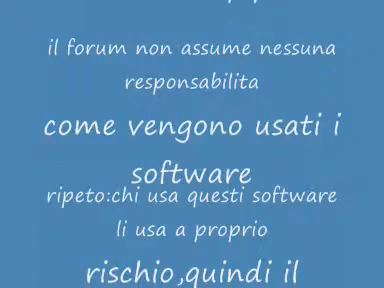 il forum non assume nessuna
responsabilita
come vengono usati i
software
ripeto:chi usa questi software
li usa a proprio
rischio,quindi il